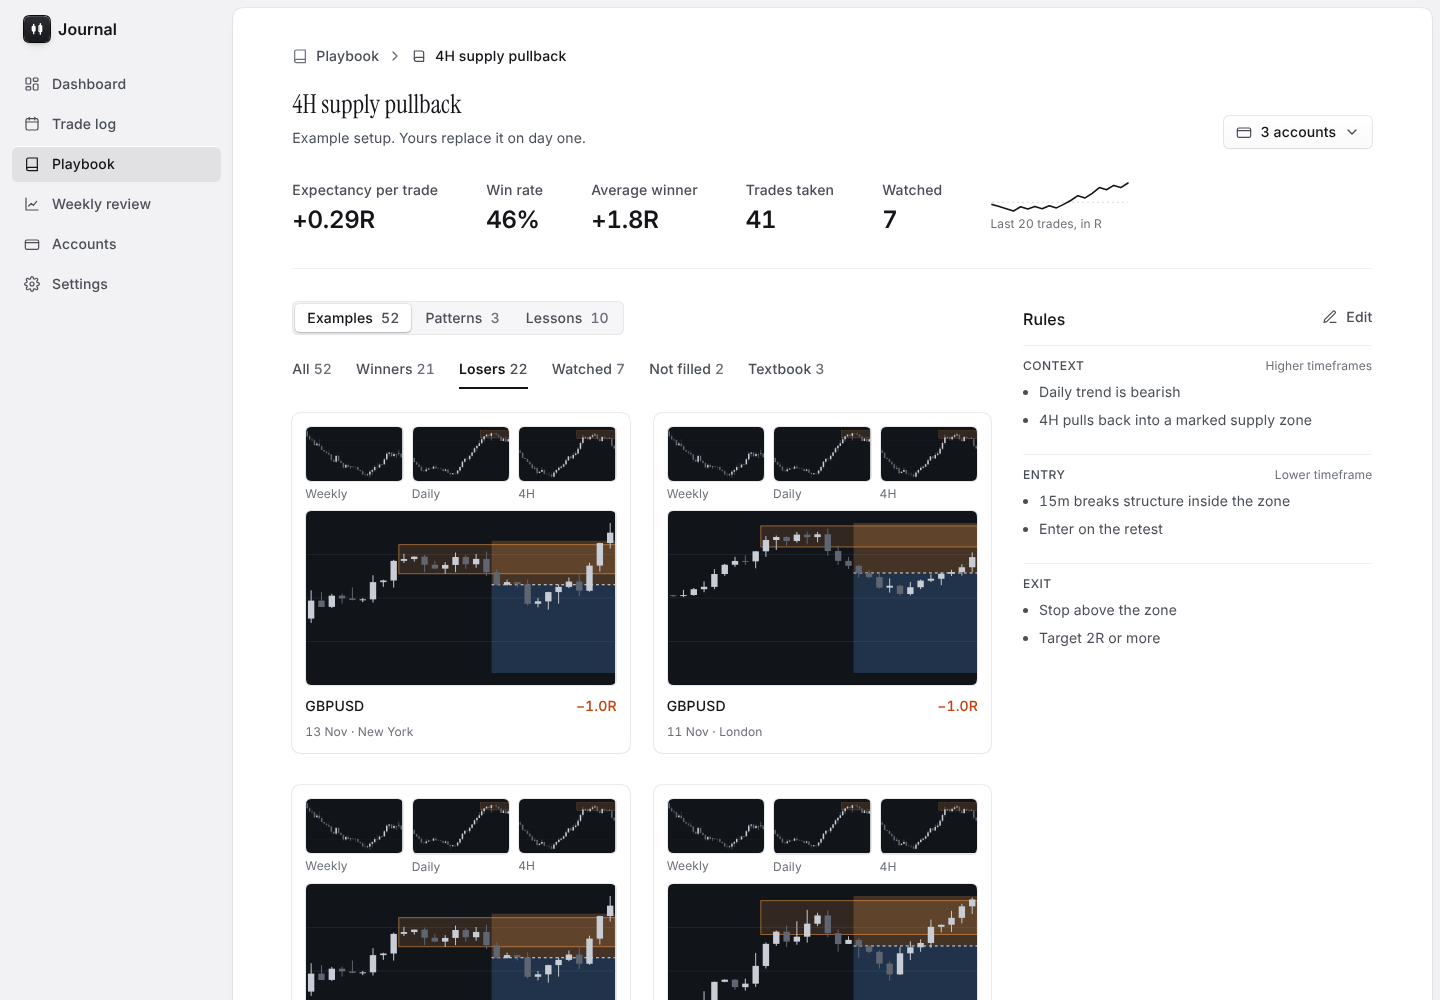 Journal
Dashboard
Trade log
Playbook
Weekly review
Accounts
Settings
Playbook
4H supply pullback
4H supply pullback
Example setup. Yours replace it on day one.
3 accounts
Expectancy per trade
+0.29R
Win rate
46%
Average winner
+1.8R
Trades taken
41
Watched
7
Last 20 trades, in R
Examples 52
Patterns 3
Lessons 10
All 52
Winners 21
Losers 22
Watched 7
Not filled 2
Textbook 3
Weekly
Daily
4H
GBPUSD
−1.0R
13 Nov · New York
Weekly
Daily
4H
GBPUSD
−1.0R
11 Nov · London
Weekly
Daily
4H
Weekly
Daily
4H
Rules
Edit
CONTEXT
Higher timeframes
• Daily trend is bearish
• 4H pulls back into a marked supply zone
ENTRY
Lower timeframe
• 15m breaks structure inside the zone
• Enter on the retest
EXIT
• Stop above the zone
• Target 2R or more